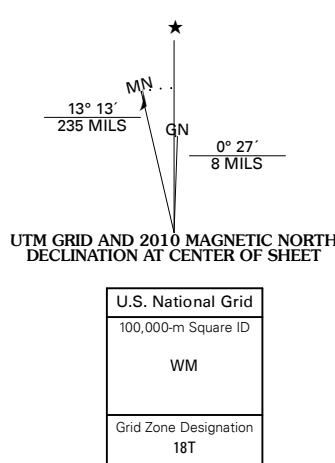 ★
MN
GN
13° 13´
235 MILS
0° 27´
8 MILS
UTM GRID AND 2010 MAGNETIC NORTH
DECLINATION AT CENTER OF SHEET
U.S. National Grid
100,000-m Square ID
WM
Grid Zone Designation
18T